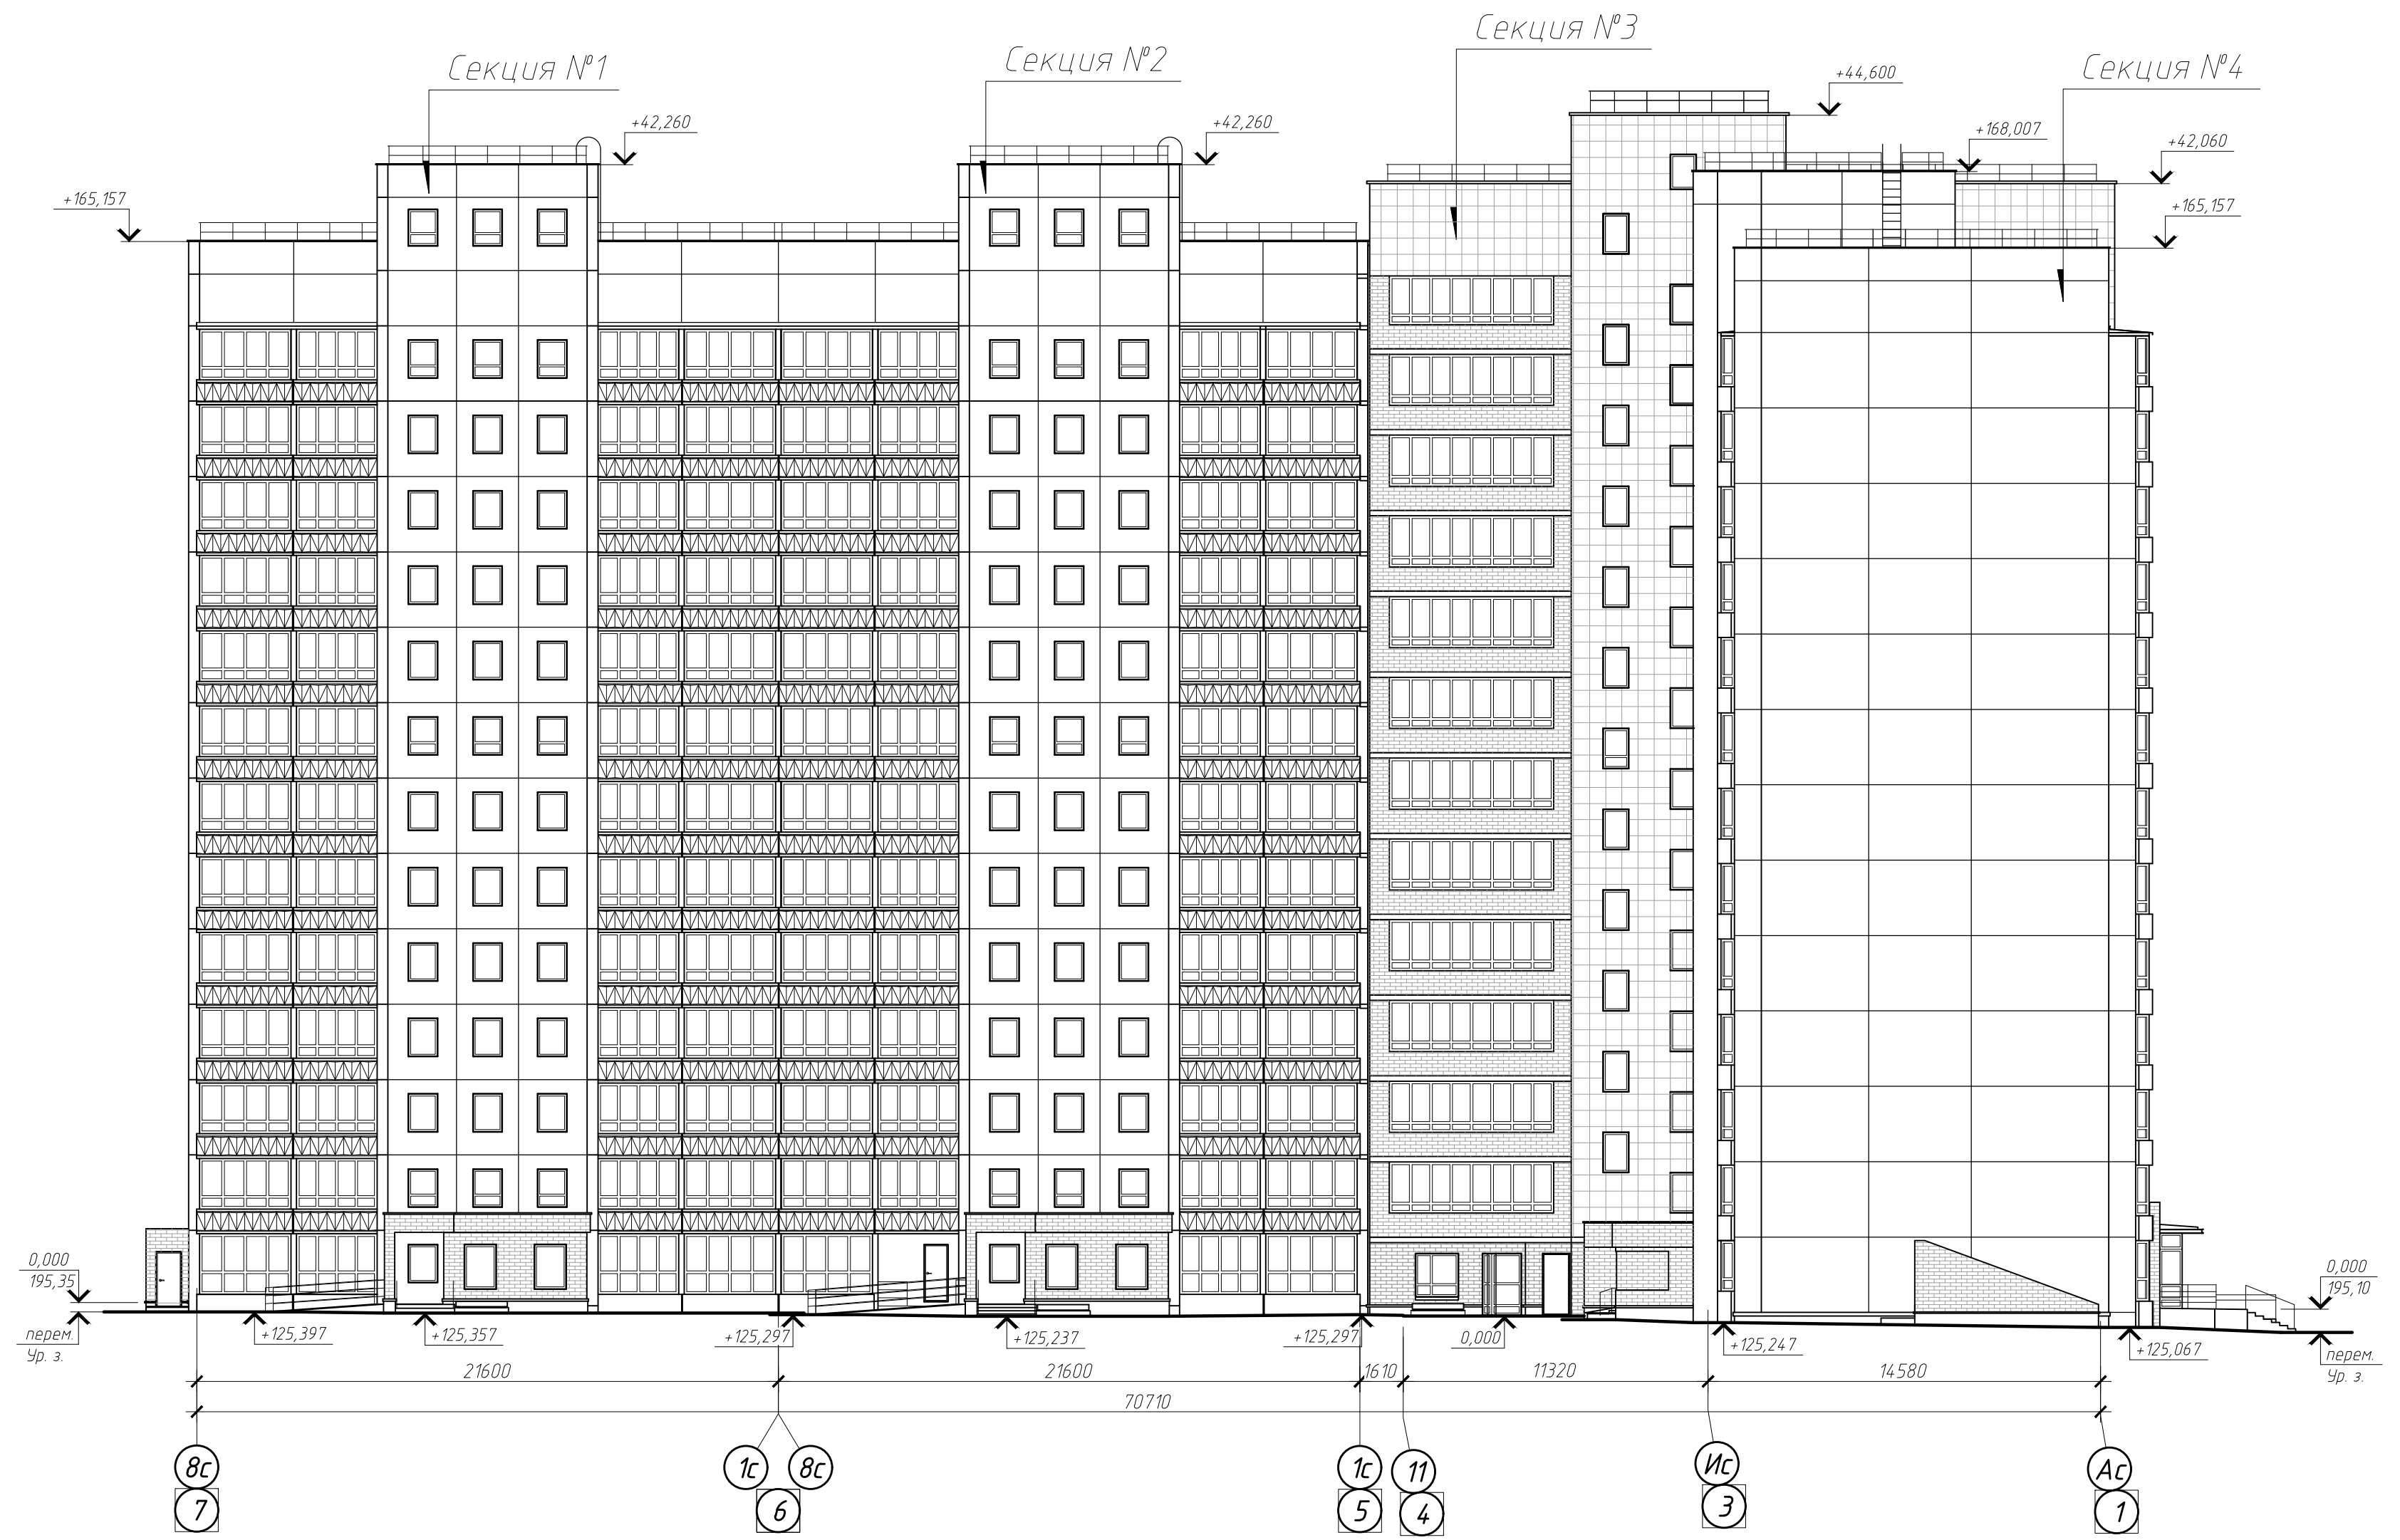 Секция №1
Секция №2
Секция №3
Секция №4
+44,600
+42,260
+42,260
+168,007
+42,060
+165,157
+165,157
0,000
195,35
перем.
Ур. з.
+125,397
+125,357
+125,297
+125,237
+125,297
0,000
+125,247
+125,067
0,000
195,10
перем.
Ур. з.
21600
21600
1610
11320
14580
70710
8с
1с
8с
1с
11
Ис
Ас
7
6
5
4
3
1